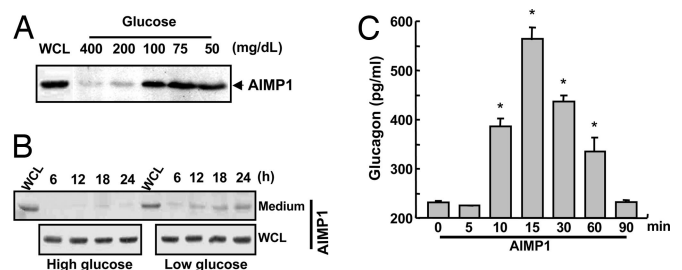 A
Glucose
WCL 400 200 100 75 50 (mg/dL)
AIMP1
B
WCL 6 12 18 24 WCL 6 12 18 24 (h)
Medium
WCL
AIMP1
High glucose Low glucose
C
Glucagon (pg/ml)
600
500
400
300
200
* * * * 
0 5 10 15 30 60 90 min
AIMP1